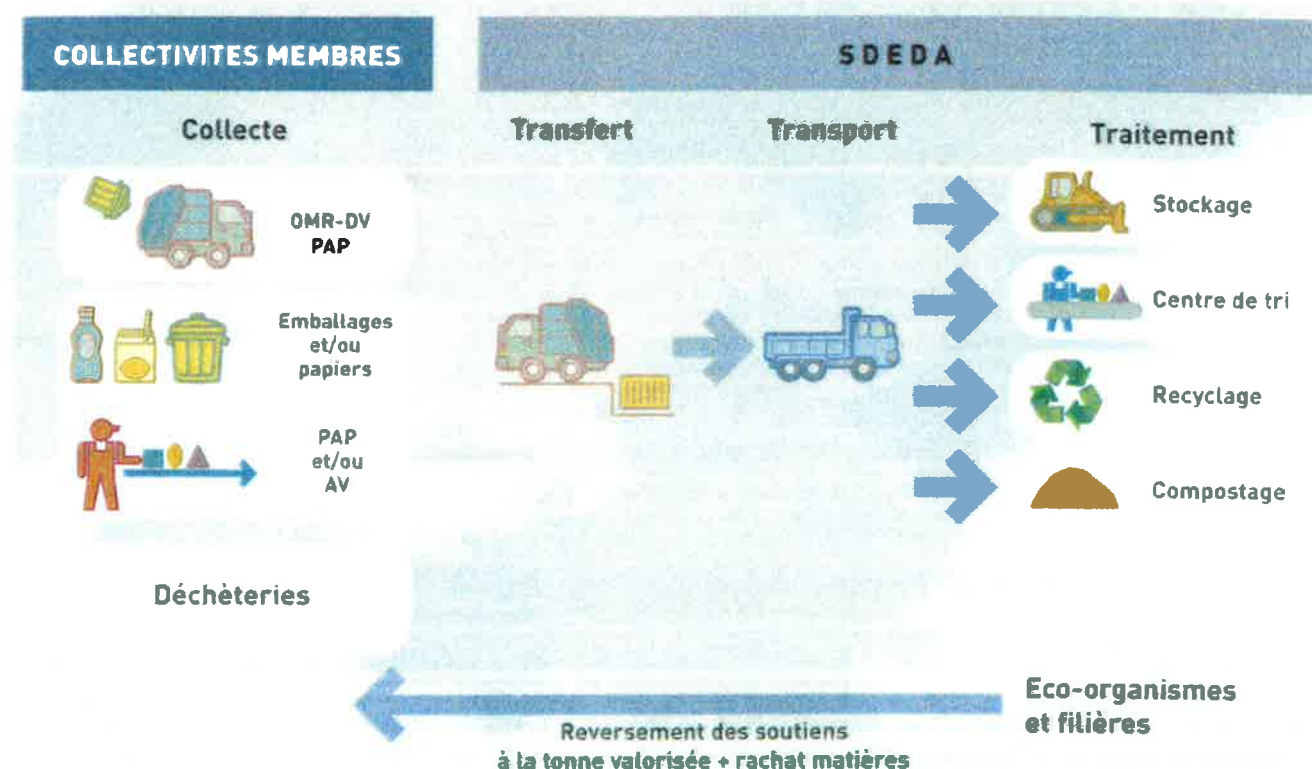 COLLECTIVITES MEMBRES
SDEDA
Collecte
Transfert
Transport
Traitement
OMR-DV
PAP
Stockage
Emballages
et/ou
papiers
Centre de tri
Recyclage
PAP
et/ou
AV
Compostage
Déchèteries
Eco-organismes
et filières
Reversement des soutiens
à la tonne valorisée + rachat matières